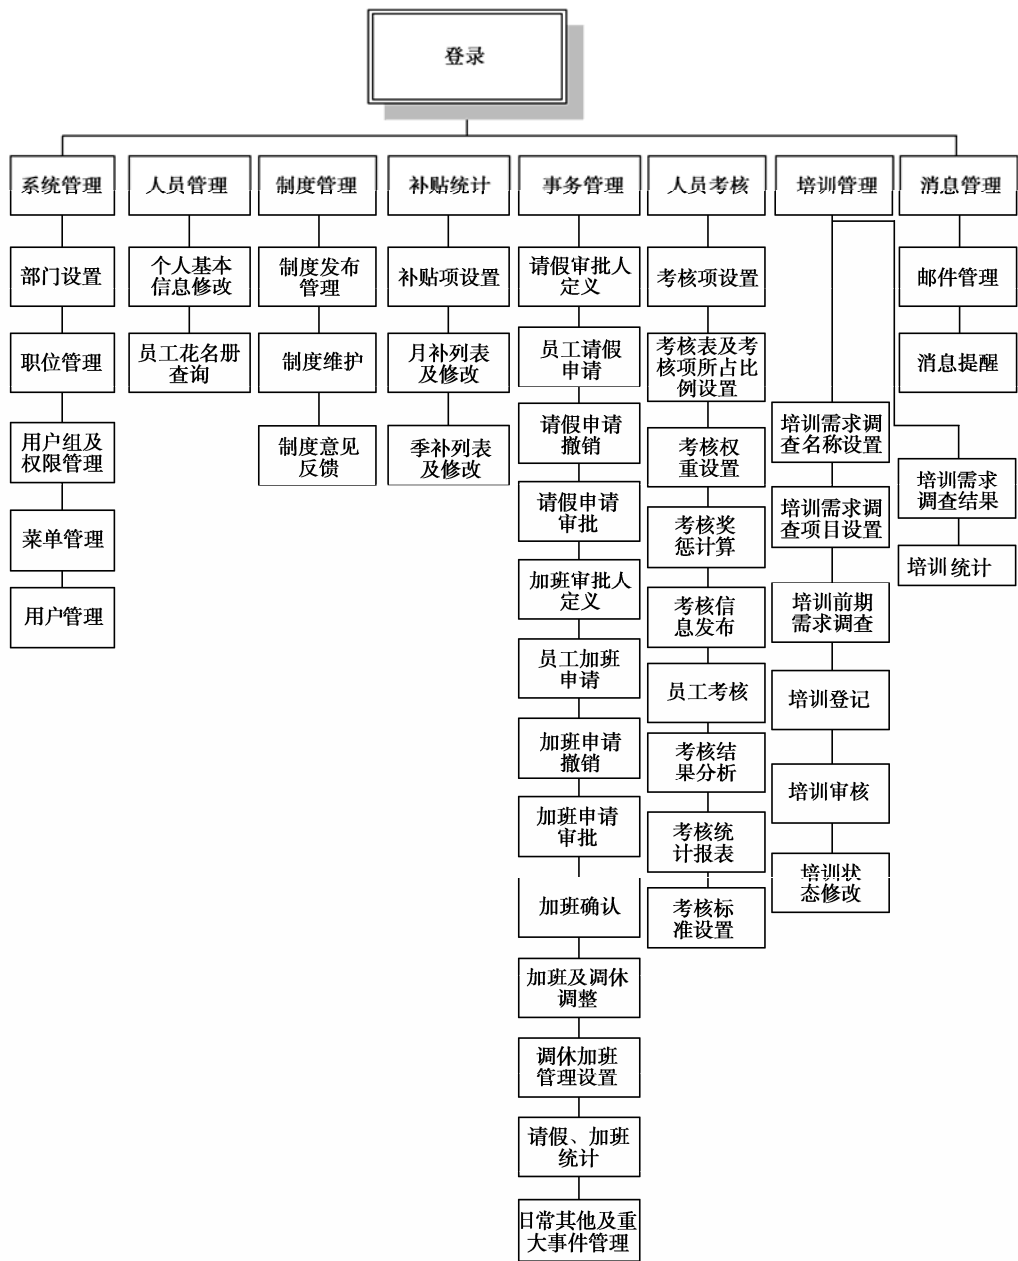 登录
系统管理
部门设置
职位管理
用户组及
权限管理
菜单管理
用户管理
人员管理
个人基本
信息修改
员工花名册
查询
制度管理
制度发布
管理
制度维护
制度意见
反馈
补贴统计
补贴项设置
月补列表
及修改
季补列表
及修改
事务管理
请假审批人
定义
员工请假
申请
请假申请
撤销
请假申请
审批
加班审批人
定义
员工加班
申请
加班申请
撤销
加班申请
审批
加班确认
加班及调休
调整
调休加班
管理设置
请假、加班
统计
日常其他及重
大事件管理
人员考核
考核项设置
考核表及考
核项所占比
例设置
考核权
重设置
考核奖
惩计算
考核信
息发布
员工考核
考核结
果分析
考核统
计报表
考核标
准设置
培训管理
培训需求调
查名称设置
培训需求调
查项目设置
培训前期
需求调查
培训登记
培训审核
培训状
态修改
培训需求
调查结果
培训统计
消息管理
邮件管理
消息提醒